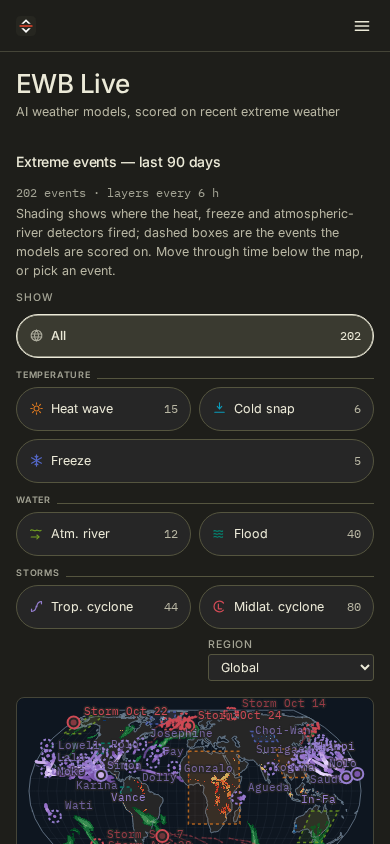 EWB Live
AI weather models, scored on recent extreme weather
Extreme events — last 90 days
202 events · layers every 6 h
Shading shows where the heat, freeze and atmospheric-
river detectors fired; dashed boxes are the events the
models are scored on. Move through time below the map,
or pick an event.
SHOW
All 202
TEMPERATURE
Heat wave 15 Cold snap 6
Freeze 5
WATER
Atm. river 12 Flood 40
STORMS
Trop. cyclone 44 Midlat. cyclone 80
REGION
Global
Storm Oct 14
Storm Oct 22
Oct 24
Josephine
Choi-Wan
Lowell
Fay
Surigae
Simon
Gonzalo
Dolly
Karina
Agueda
Vance
In-Fa
Wati